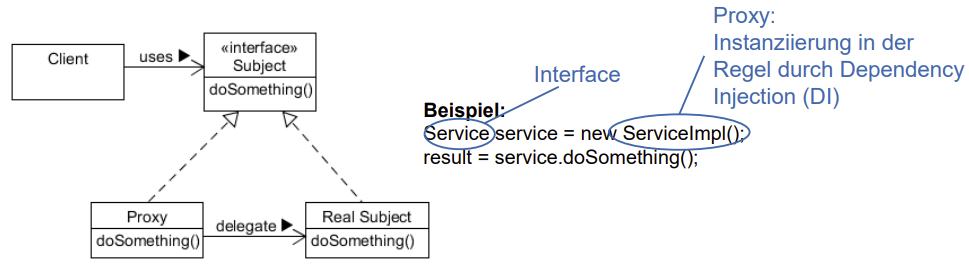 Client
uses ▶
«interface»
Subject
doSomething()
Proxy
doSomething()
delegate ▶
Real Subject
doSomething()
Interface
Proxy:
Instanziierung in der
Regel durch Dependency
Injection (DI)
Beispiel:
Service service = new ServiceImpl();
result = service.doSomething();